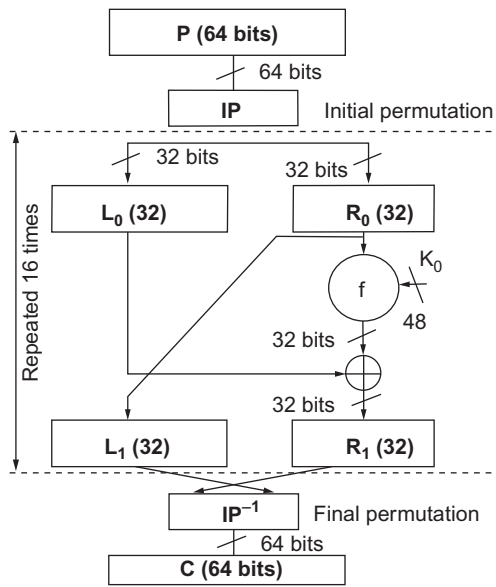 P (64 bits)
64 bits
IP
Initial permutation
32 bits
32 bits
L₀ (32)
R₀ (32)
K₀
f
48
32 bits
32 bits
L₁ (32)
R₁ (32)
Repeated 16 times
IP⁻¹
Final permutation
64 bits
C (64 bits)